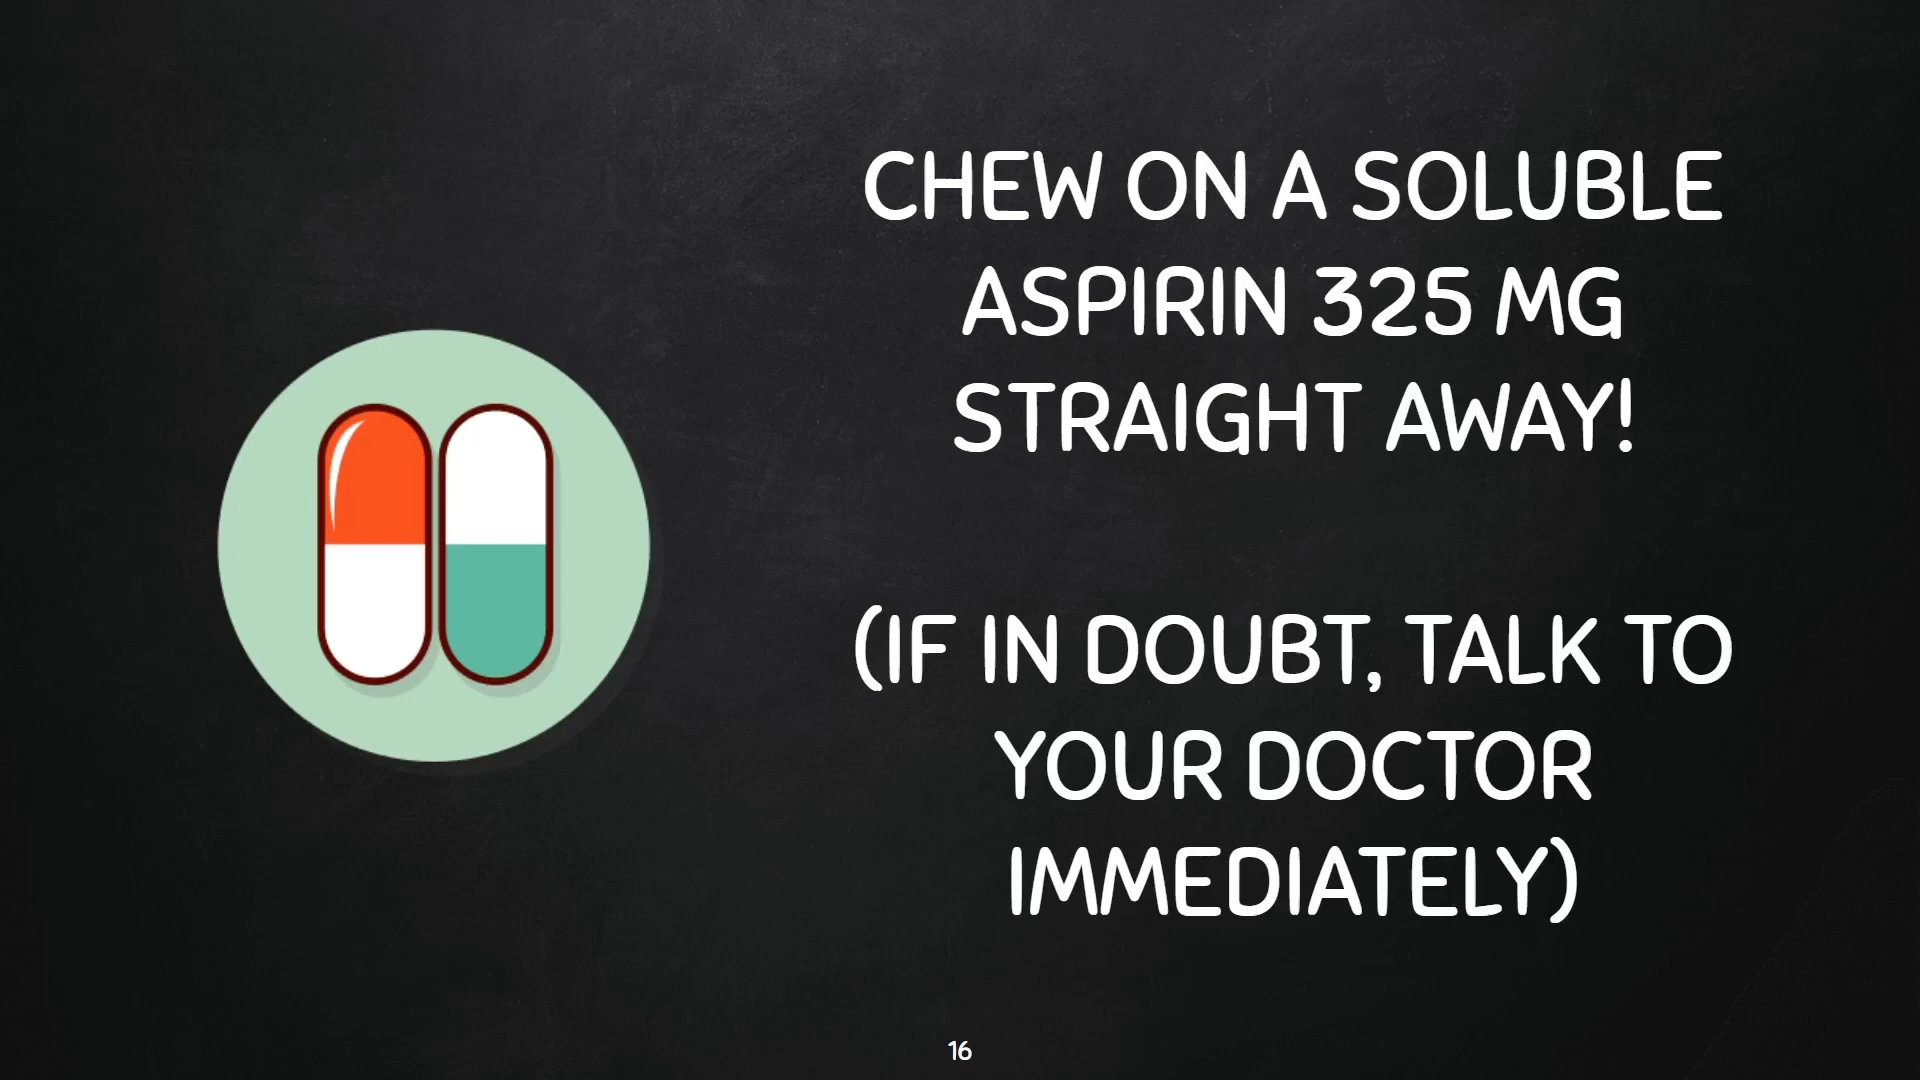 CHEW ON A SOLUBLE
ASPIRIN 325 MG
STRAIGHT AWAY!
(IF IN DOUBT, TALK TO
YOUR DOCTOR
IMMEDIATELY)
16